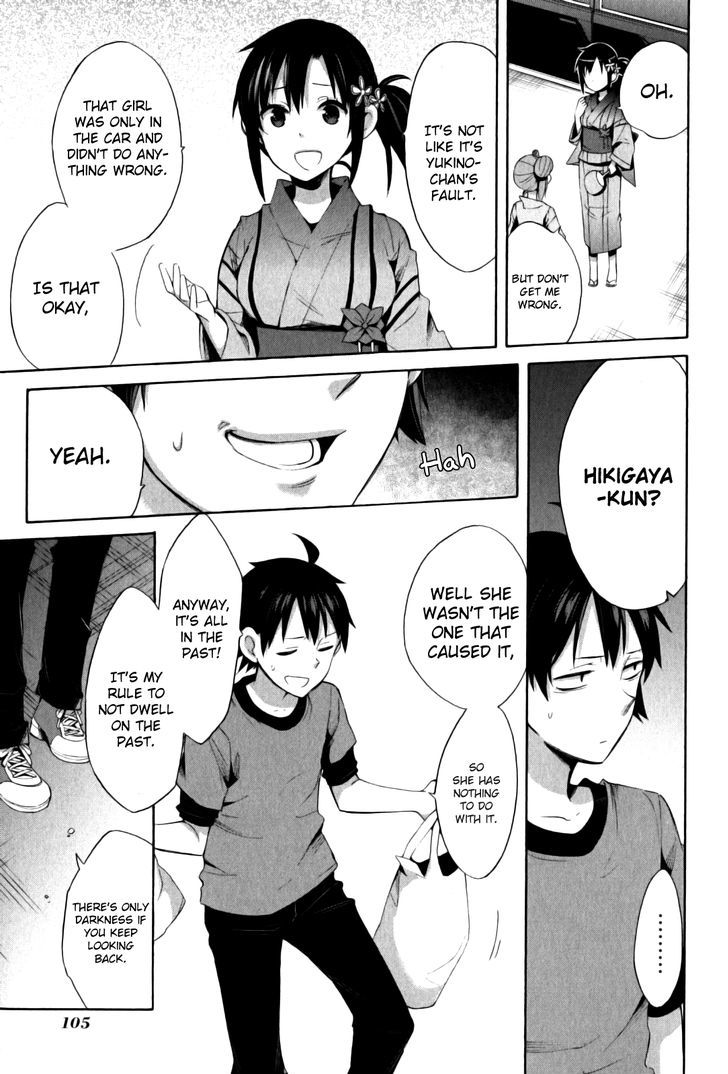 OH.
BUT DON'T
GET ME
WRONG.
IT'S NOT
LIKE IT'S
YUKINO-
CHAN'S
FAULT.
THAT GIRL
WAS ONLY IN
THE CAR AND
DIDN'T DO ANY-
THING WRONG.
IS THAT
OKAY,
HIKIGAYA
-KUN?
.......
Hah
YEAH.
WELL SHE
WASN'T THE
ONE THAT
CAUSED IT,
SO
SHE HAS
NOTHING
TO DO
WITH IT.
ANYWAY,
IT'S ALL
IN THE
PAST!
IT'S MY
RULE TO
NOT DWELL
ON THE
PAST.
THERE'S ONLY
DARKNESS IF
YOU KEEP
LOOKING
BACK.
105